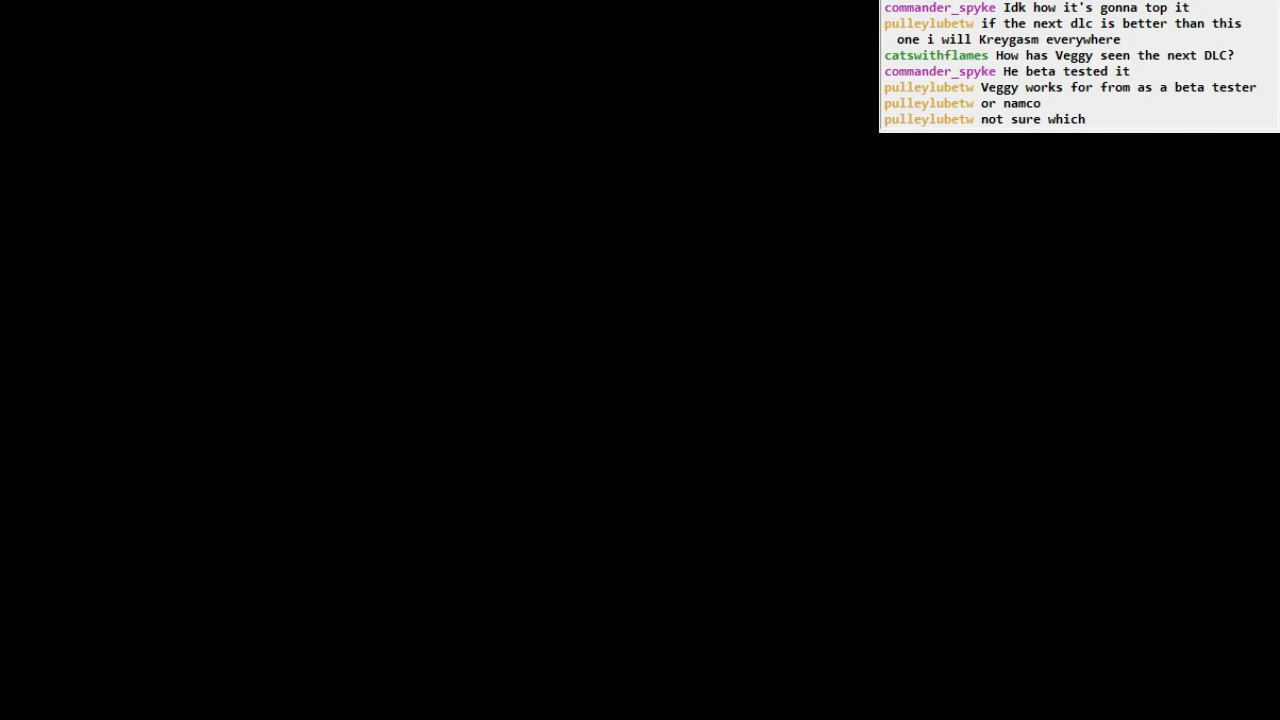 commander_spyke Idk how it's gonna top it
pulleylubetw if the next dlc is better than this
one i will Kreygasm everywhere
catswithflames How has Veggy seen the next DLC?
commander_spyke He beta tested it
pulleylubetw Veggy works for from as a beta tester
pulleylubetw or namco
pulleylubetw not sure which